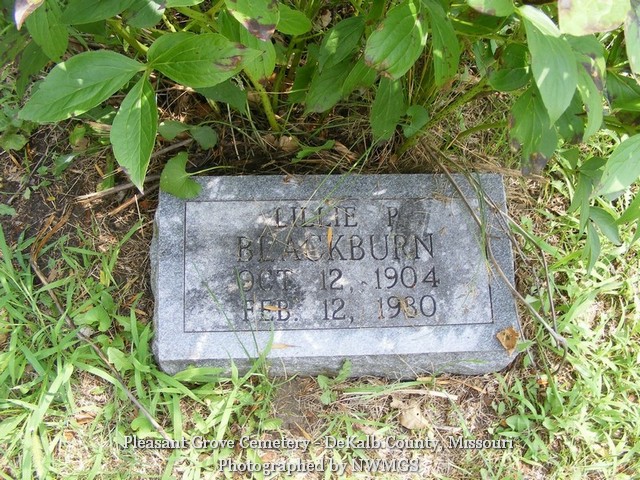 LILLIE P.
BLACKBURN
OCT. 12, 1904
FEB. 12, 1980
Pleasant Grove Cemetery - DeKalb County, Missouri
Photographed by NWMGS